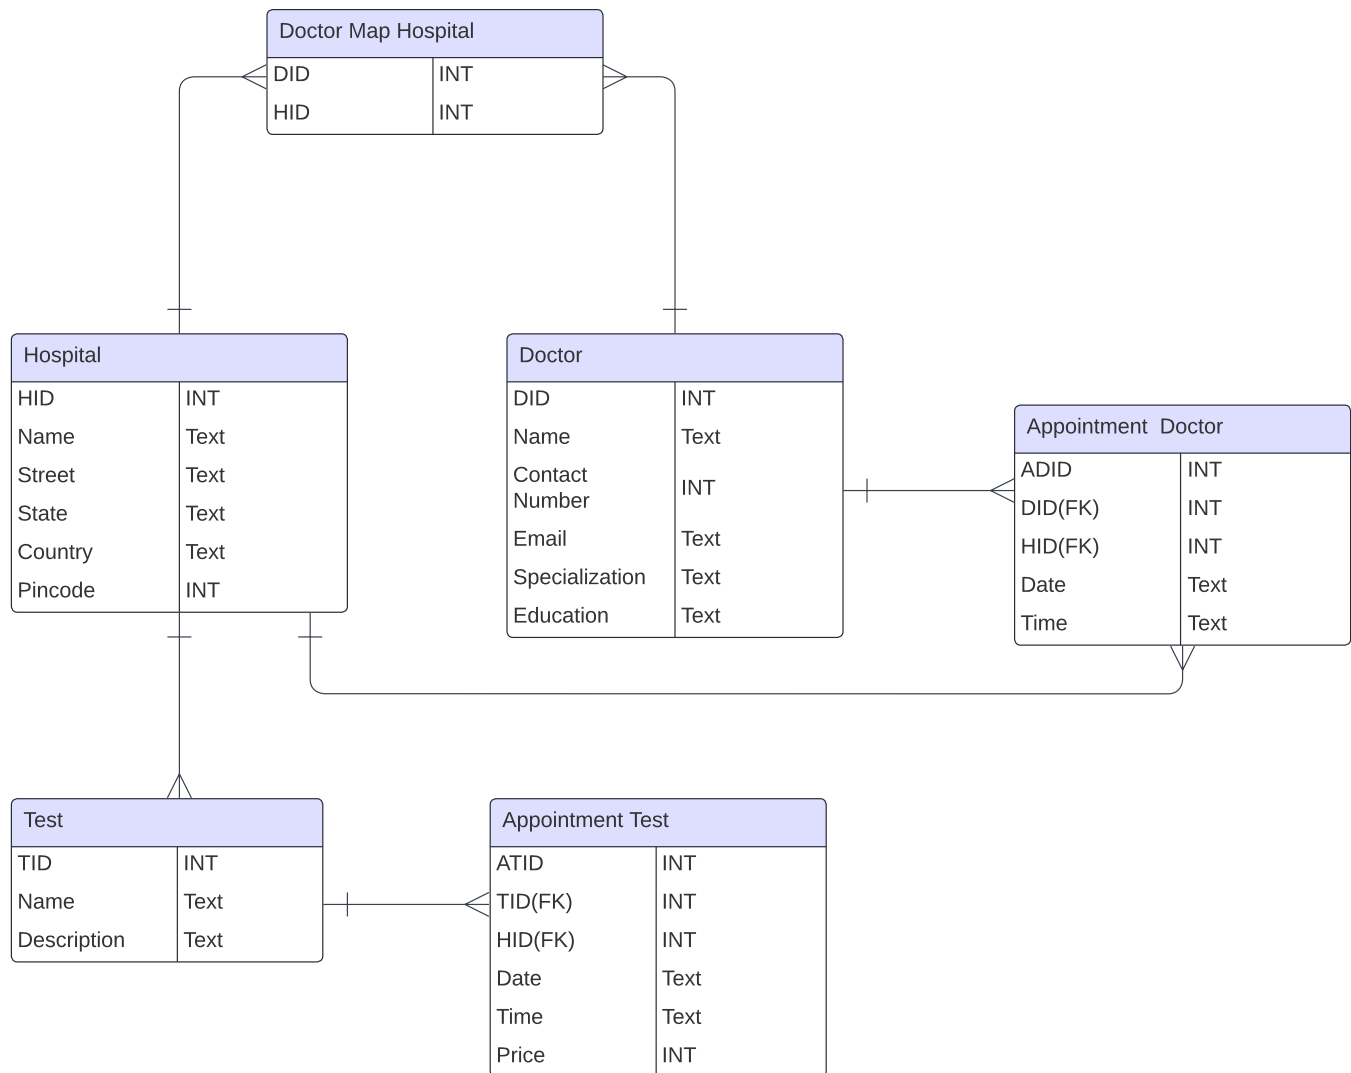 Doctor Map Hospital
DID INT
HID INT
Hospital
HID INT
Name Text
Street Text
State Text
Country Text
Pincode INT
Doctor
DID INT
Name Text
Contact
Number INT
Email Text
Specialization Text
Education Text
Appointment  Doctor
ADID INT
DID(FK) INT
HID(FK) INT
Date Text
Time Text
Test
TID INT
Name Text
Description Text
Appointment Test
ATID INT
TID(FK) INT
HID(FK) INT
Date Text
Time Text
Price INT